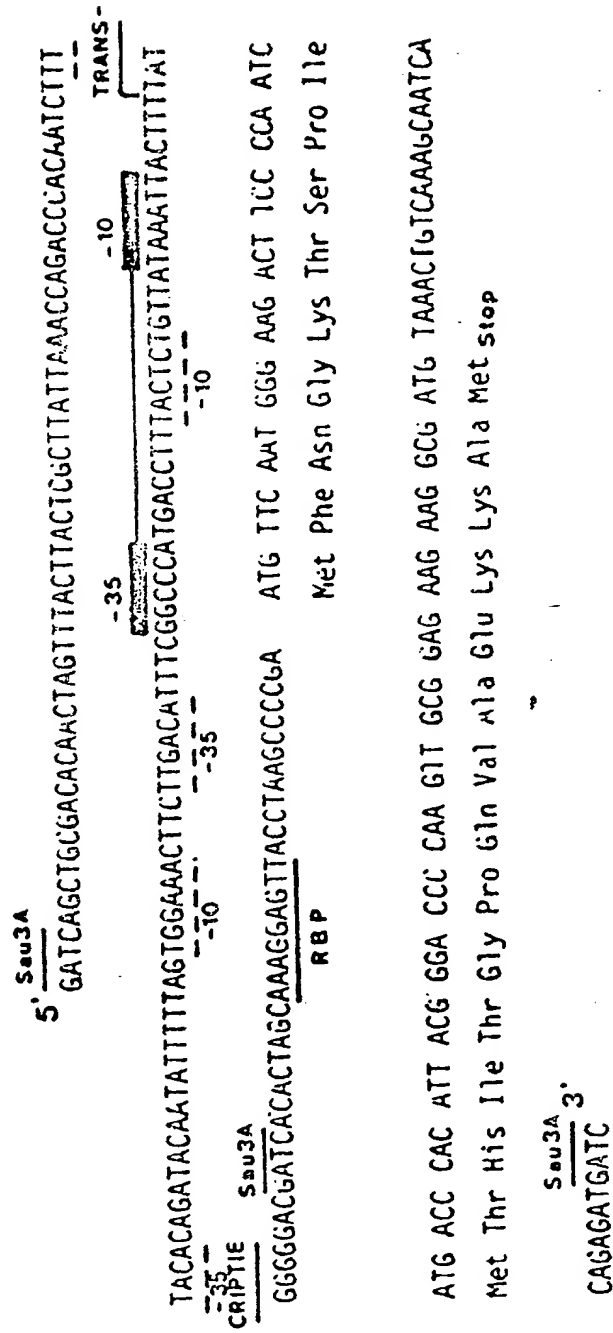 5' Sau3A
GATCAGCTGCGACACAACTAGTTTACTTACTCGCTTATTAAACCAGACCCACAATCTTT
-35 -10 TRANS-
TACACAGATACAATATTTTTAGTGGAAACTTCTTGACATTTCGGCCCATGACCTTTACTCTGTTATAAATTACTTTTAT
-35 -10 -35 -10
CRIPTIE Sau3A
GGGGGACGATCACACTAGCAAAGGAGTTACCTAAGCCCCGA ATG TTC AAT GGG AAG ACT TCC CCA ATC
RBP Met Phe Asn Gly Lys Thr Ser Pro Ile
ATG ACC CAC ATT ACG GGA CCC CAA GTT GCG GAG AAG AAG GCG ATG TAAACTGTCAAAGCAATCA
Met Thr His Ile Thr Gly Pro Gln Val Ala Glu Lys Lys Ala Met Stop
Sau3A 3'
CAGAGATGATC